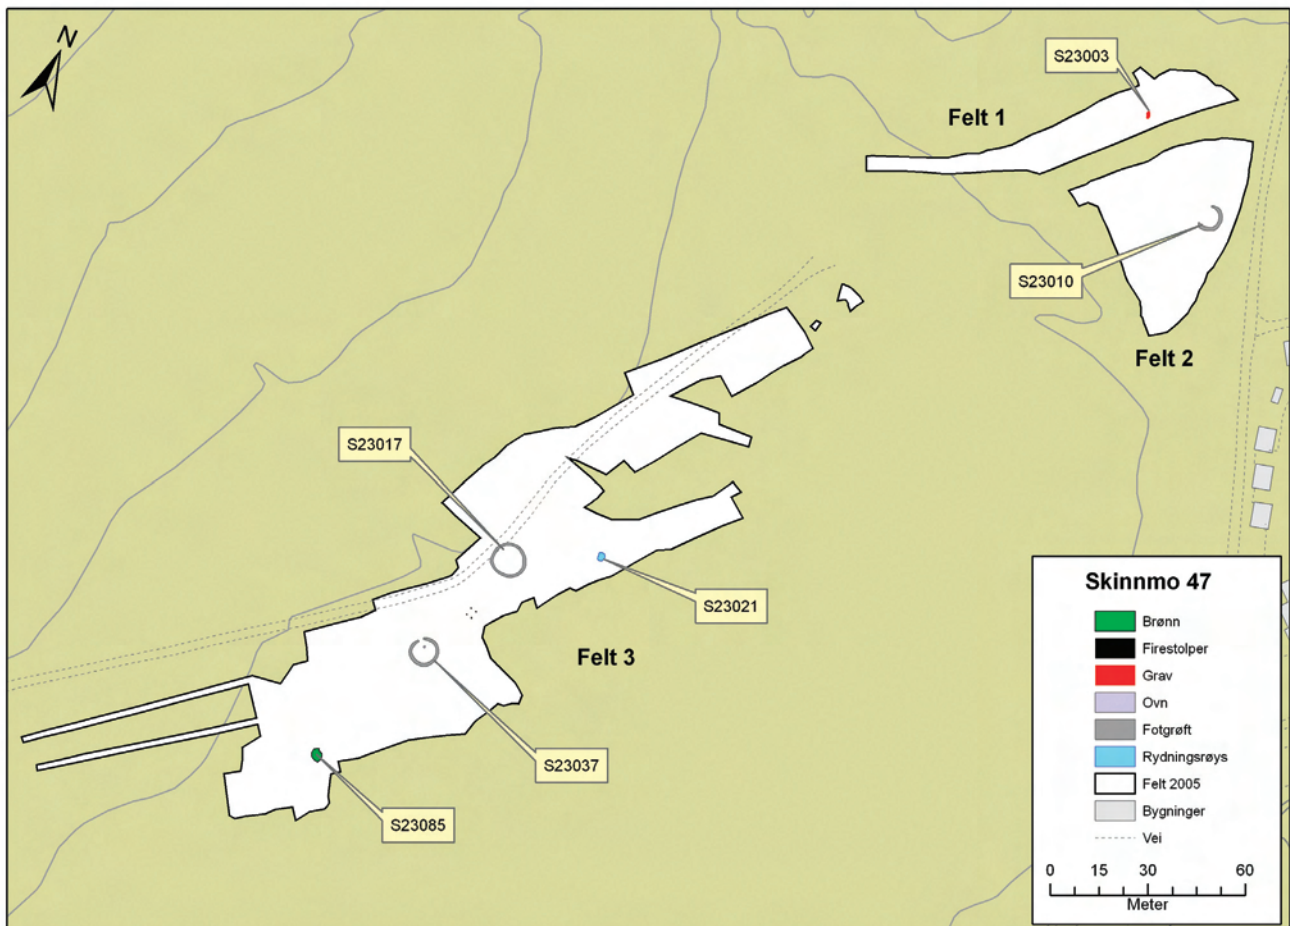 N
S23003
Felt 1
S23010
Felt 2
S23017
S23021
Felt 3
S23037
S23085
Skinnmo 47
Brønn
Firestolper
Grav
Ovn
Fotgrøft
Rydningsrøys
Felt 2005
Bygninger
Vei
0 15 30 60
Meter